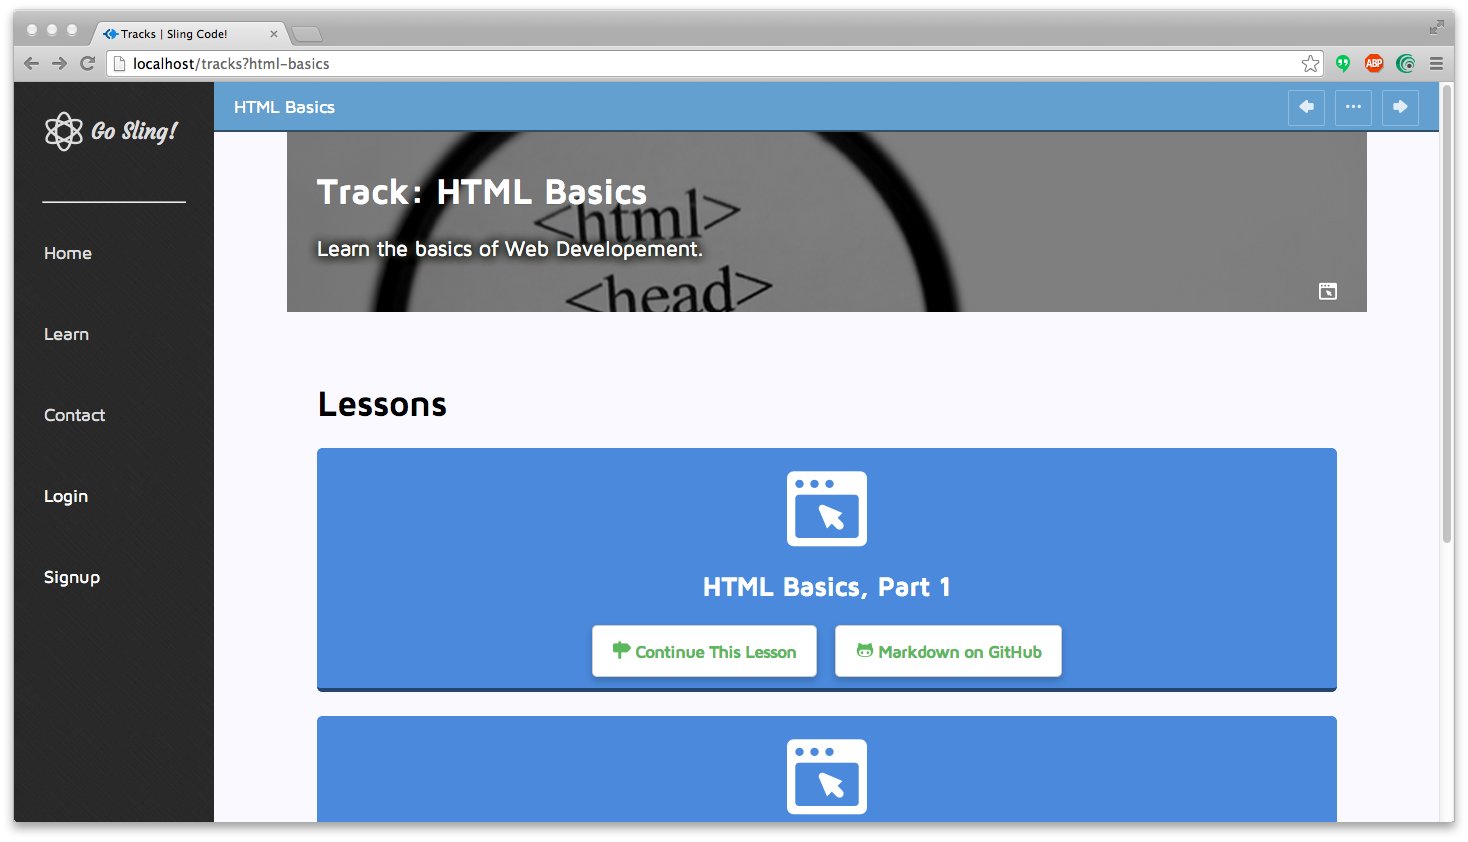 Tracks | Sling Code!
localhost/tracks?html-basics
ABP
Go Sling!
HTML Basics
Track: HTML Basics
<html>
Learn the basics of Web Developement.
<head>
Home
Learn
Contact
Login
Signup
Lessons
HTML Basics, Part 1
Continue This Lesson
Markdown on GitHub